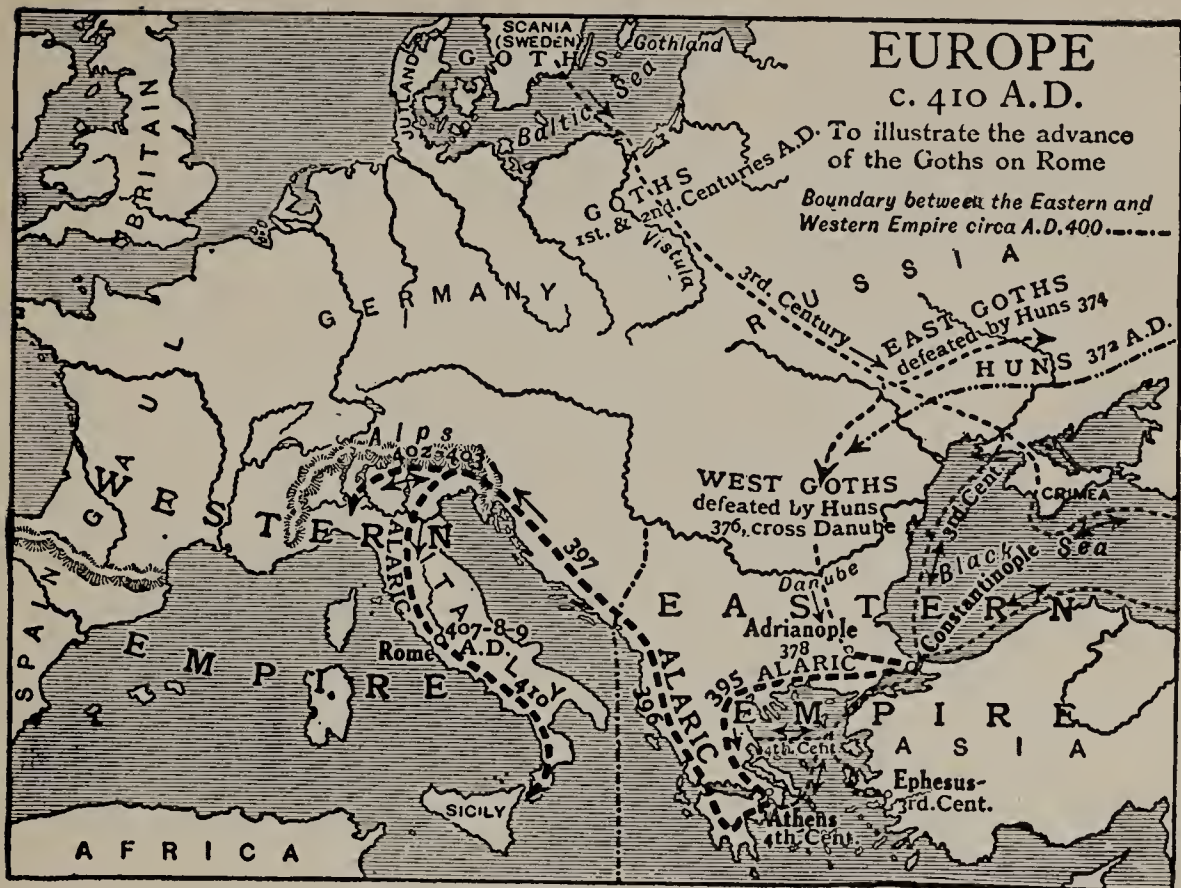 EUROPE
c. 410 A.D.
To illustrate the advance
of the Goths on Rome
Boundary between the Eastern and
Western Empire circa A.D.400
SCANIA
(SWEDEN)
GOTHS
Gothland
JUTLAND
Baltic Sea
BRITAIN
GOTHS
1st. & 2nd. Centuries A.D.
Vistula
GERMANY
3rd. Century
RUSSIA
EAST GOTHS
defeated by Huns 374
HUNS 372 A.D.
GAUL
Alps
402-403
WEST GOTHS
defeated by Huns
376, cross Danube
CRIMEA
3rd. Cent.
Black Sea
Constantinople
Danube
397
WESTERN
EMPIRE
ALARIC
ITALY
407-8-9
A.D.
Rome
410
SPAIN
EASTERN
EMPIRE
Adrianople
378
ALARIC
395
ALARIC
396
4th. Cent.
ASIA
Ephesus-
3rd. Cent.
Athens
4th. Cent.
SICILY
AFRICA